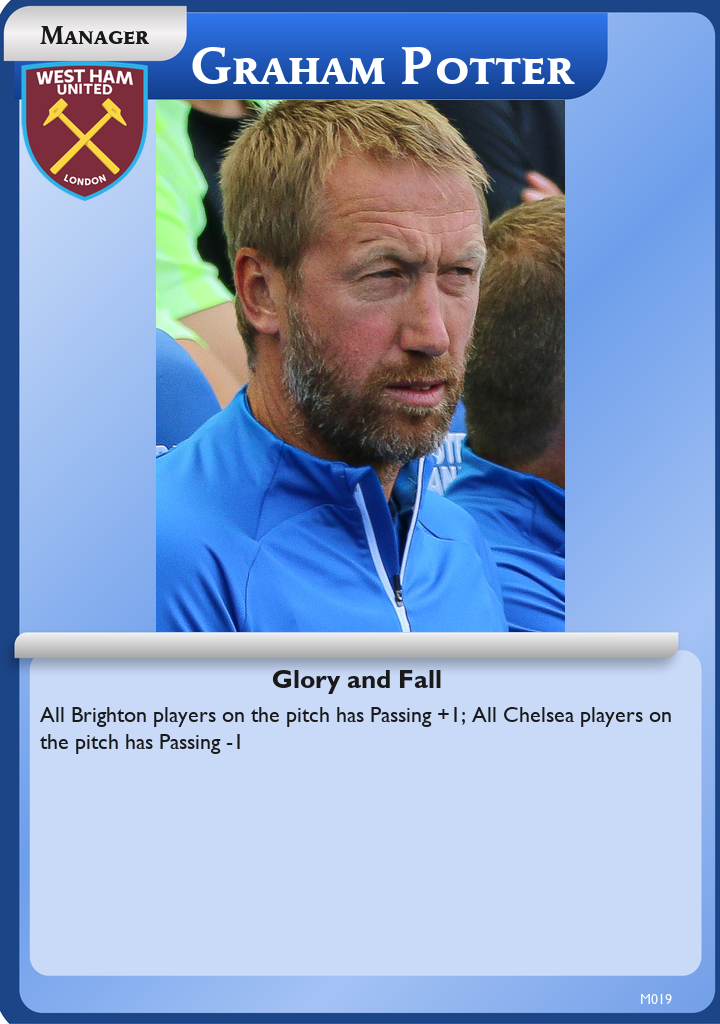 Manager
Graham Potter
WEST HAM
UNITED
LONDON
Glory and Fall
All Brighton players on the pitch has Passing +1; All Chelsea players on
the pitch has Passing -1
M019